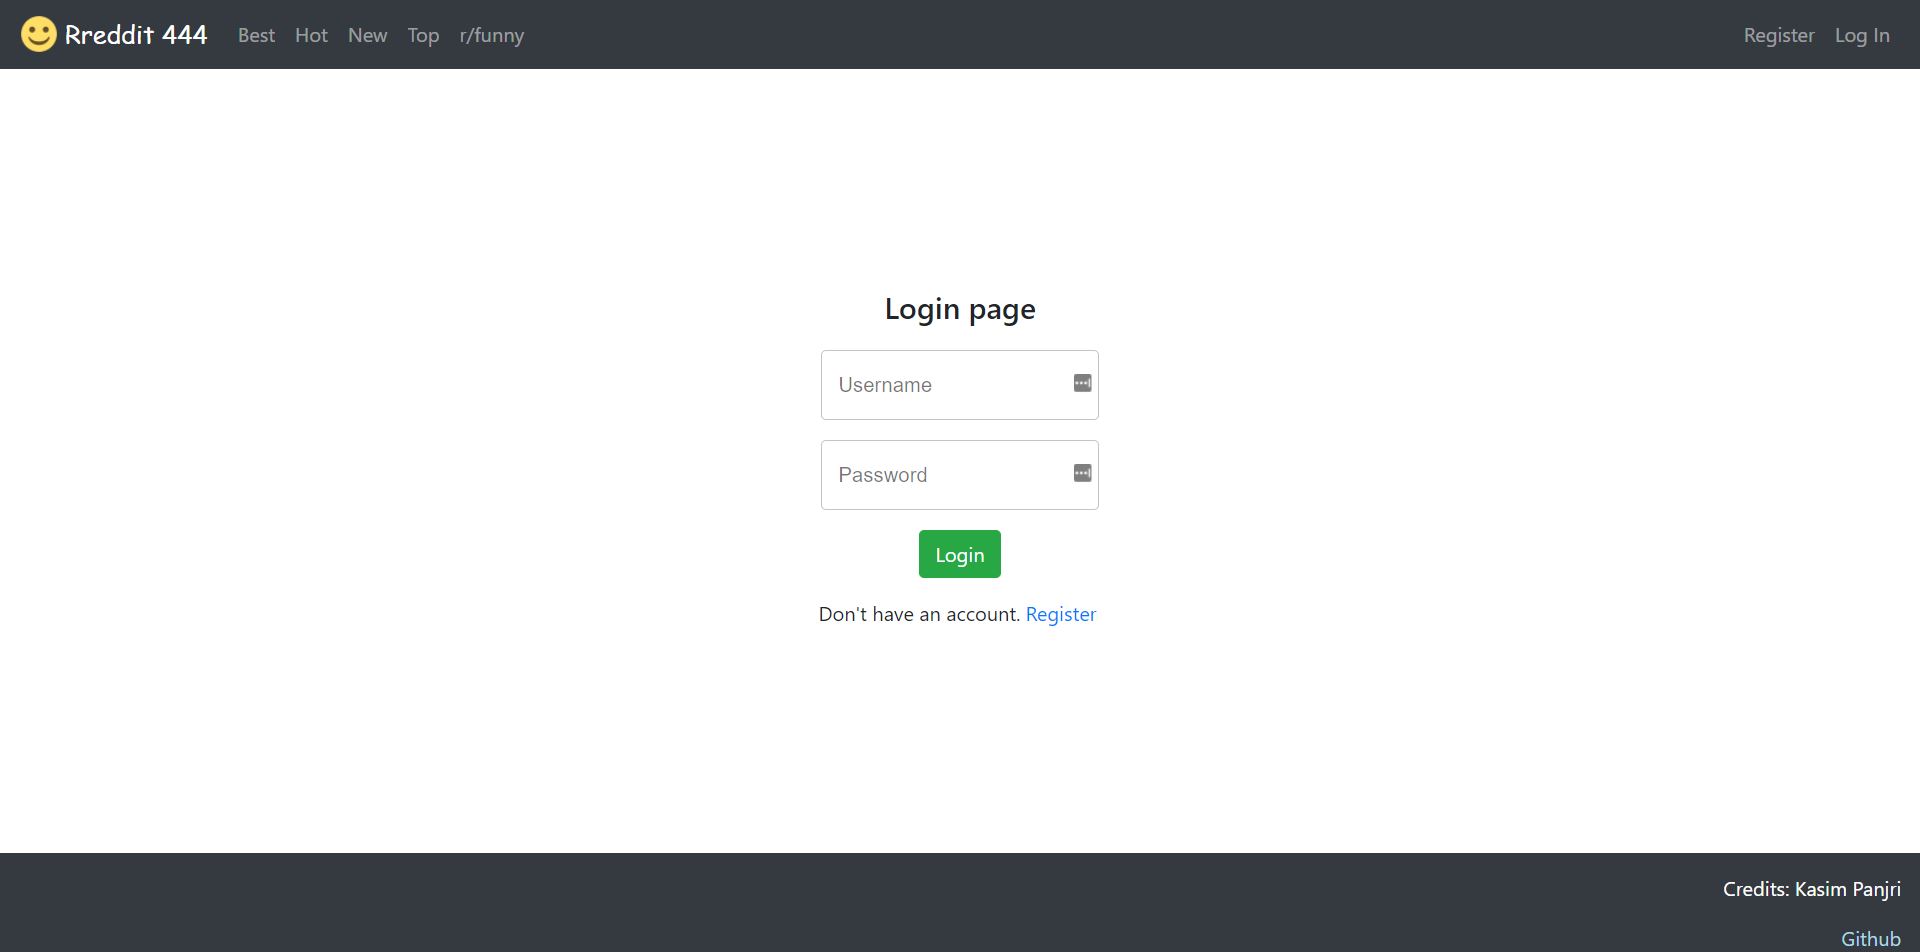 Rreddit 444 Best Hot New Top r/funny Register Log In
Login page
Username
Password
Login
Don't have an account. Register
Credits: Kasim Panjri
Github